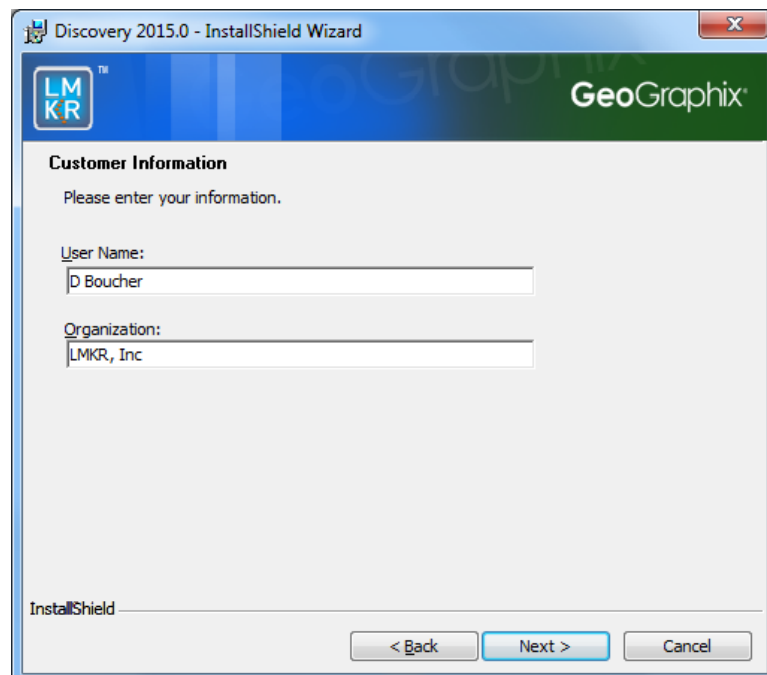 Discovery 2015.0 - InstallShield Wizard
LM
KR
TM
GeoGraphix
Customer Information
Please enter your information.
User Name:
D Boucher
Organization:
LMKR, Inc
InstallShield
< Back
Next >
Cancel